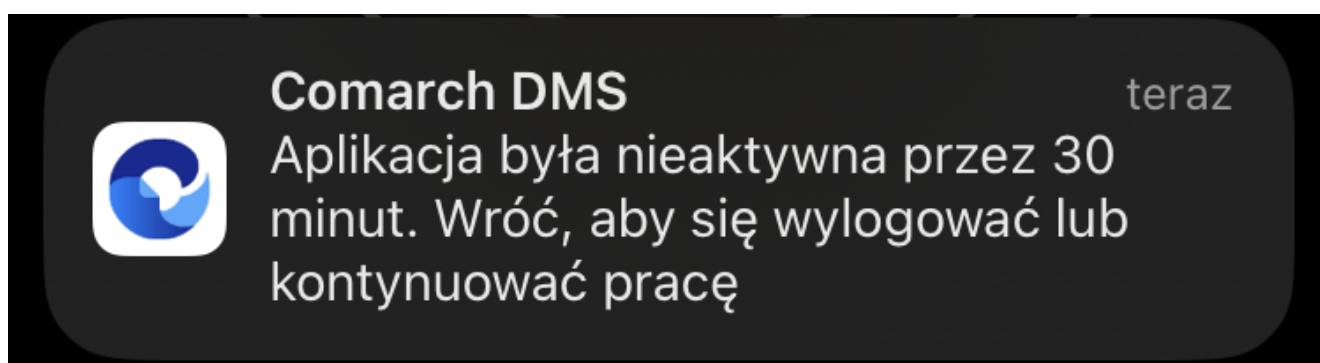 Comarch DMS
teraz
Aplikacja była nieaktywna przez 30
minut. Wróć, aby się wylogować lub
kontynuować pracę